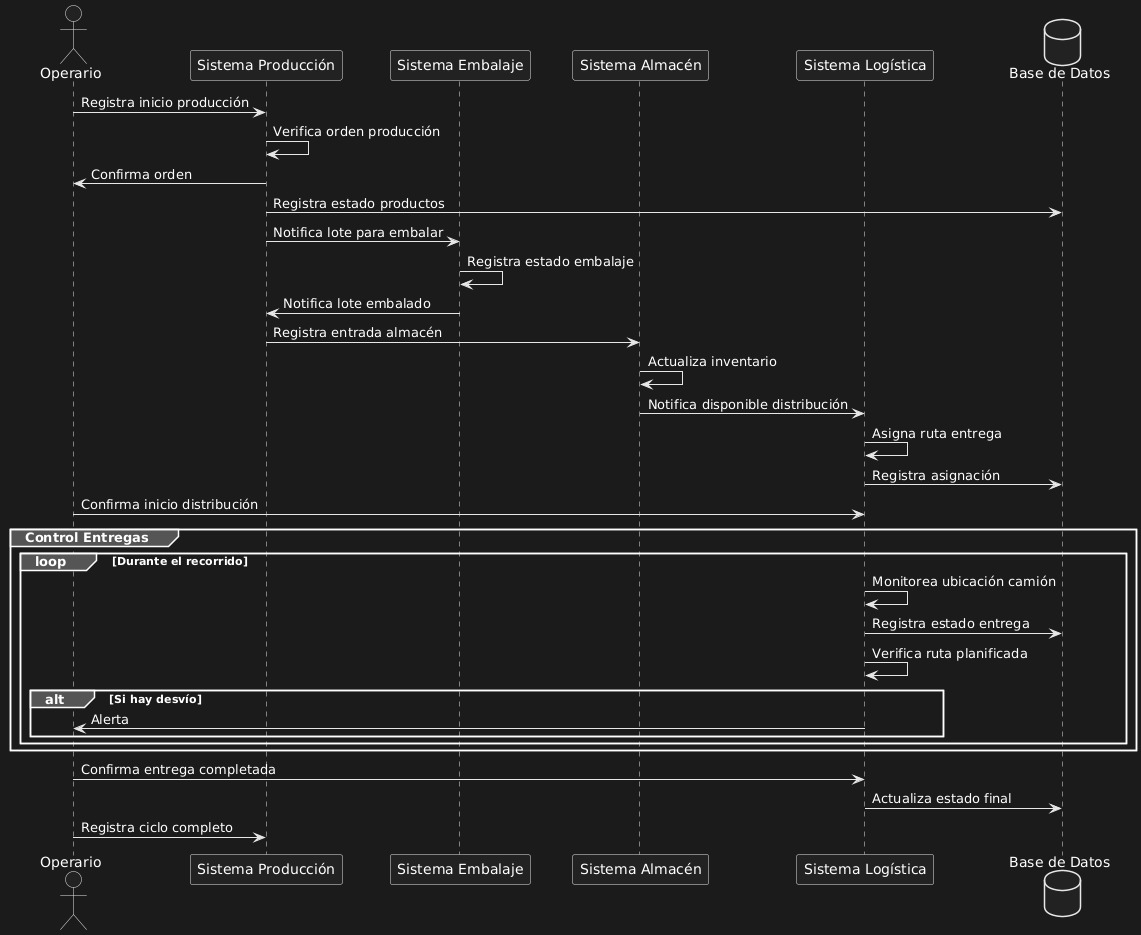 Operario
Sistema Producción
Sistema Embalaje
Sistema Almacén
Sistema Logística
Base de Datos
Registra inicio producción
Verifica orden producción
Confirma orden
Registra estado productos
Notifica lote para embalar
Registra estado embalaje
Notifica lote embalado
Registra entrada almacén
Actualiza inventario
Notifica disponible distribución
Asigna ruta entrega
Registra asignación
Confirma inicio distribución
Control Entregas
loop [Durante el recorrido]
Monitorea ubicación camión
Registra estado entrega
Verifica ruta planificada
alt [Si hay desvío]
Alerta
Confirma entrega completada
Actualiza estado final
Registra ciclo completo
Operario
Sistema Producción
Sistema Embalaje
Sistema Almacén
Sistema Logística
Base de Datos